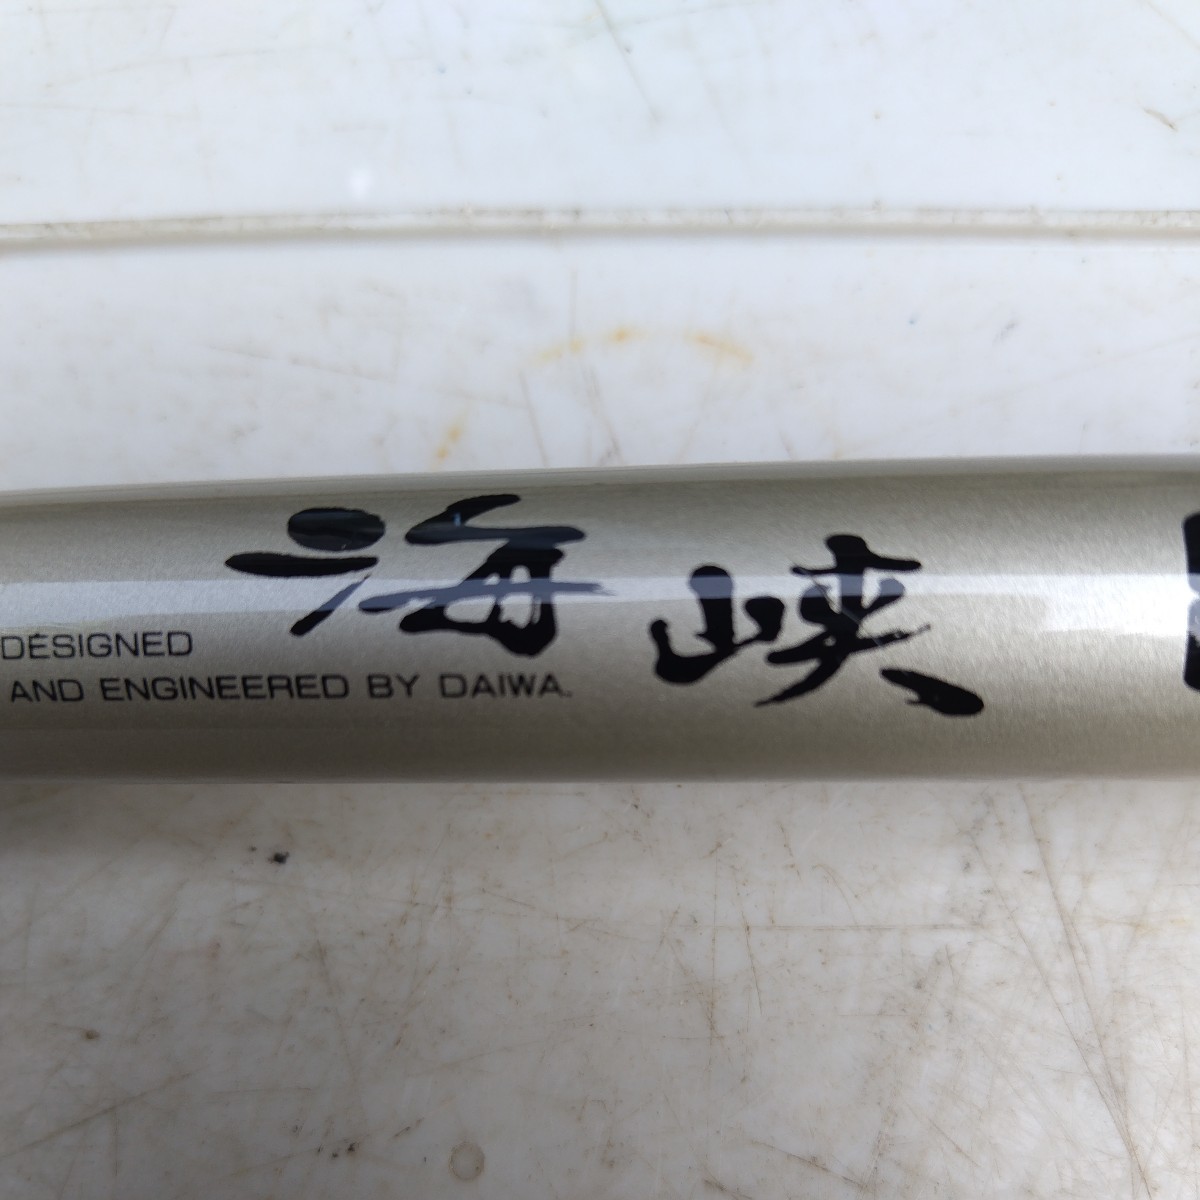 海峡
DESIGNED
AND ENGINEERED BY DAIWA.